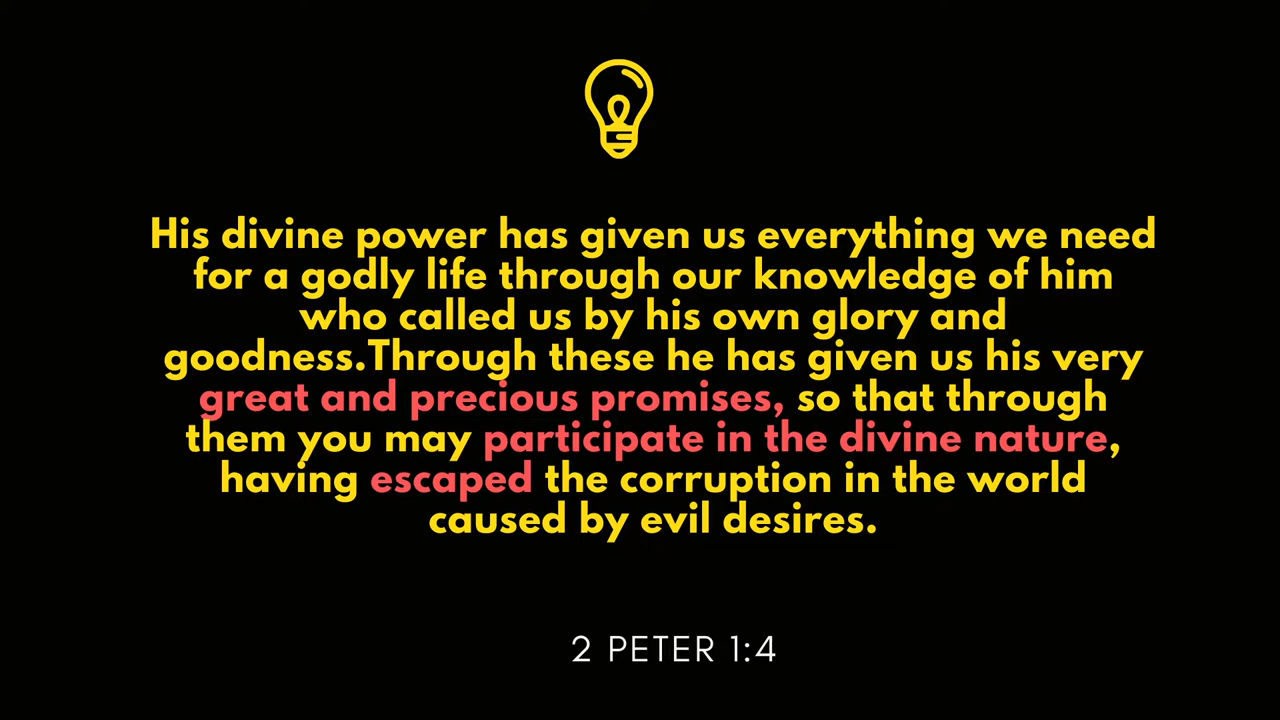 His divine power has given us everything we need
for a godly life through our knowledge of him
who called us by his own glory and
goodness.Through these he has given us his very
great and precious promises, so that through
them you may participate in the divine nature,
having escaped the corruption in the world
caused by evil desires.
2 PETER 1:4